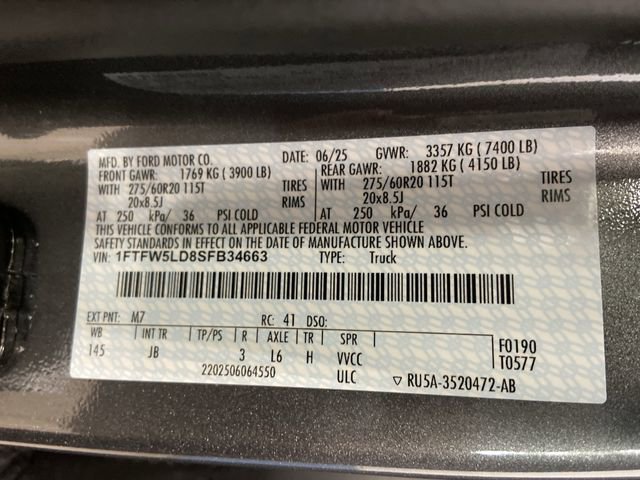 MFD. BY FORD MOTOR CO. DATE: 06/25 GVWR: 3357 KG ( 7400 LB)
FRONT GAWR: 1769 KG ( 3900 LB) REAR GAWR: 1882 KG ( 4150 LB)
WITH 275/60R20 115T TIRES WITH 275/60R20 115T TIRES
20x8.5J RIMS 20x8.5J RIMS
AT 250 kPa/ 36 PSI COLD AT 250 kPa/ 36 PSI COLD
THIS VEHICLE CONFORMS TO ALL APPLICABLE FEDERAL MOTOR VEHICLE
SAFETY STANDARDS IN EFFECT ON THE DATE OF MANUFACTURE SHOWN ABOVE.
VIN: 1FTFW5LD8SFB34663 TYPE: Truck
EXT PNT: M7 RC: 41 DSO:
WB INT TR TP/PS R AXLE TR SPR F0190
145 JB 3 L6 H VVCC T0577
2202506064550 ULC ▽ RU5A-3520472-AB